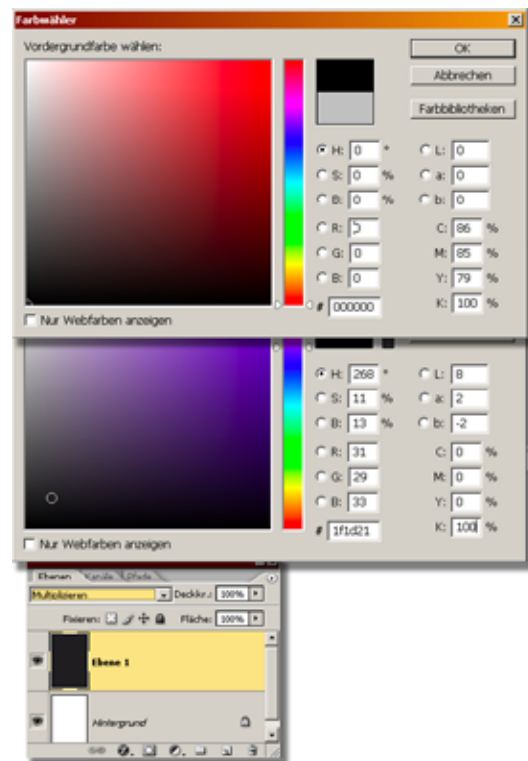 Farbwähler
Vordergrundfarbe wählen:
OK
Abbrechen
Farbbibliotheken
H: 0 ° L: 0
S: 0 % a: 0
B: 0 % b: 0
R: C: 86 %
G: 0 M: 85 %
B: 0 Y: 79 %
# 000000 K: 100 %
Nur Webfarben anzeigen
H: 268 ° L: 8
S: 11 % a: 2
B: 13 % b: -2
R: 31 C: 0 %
G: 29 M: 0 %
B: 33 Y: 0 %
# 1f1d21 K: 100 %
Nur Webfarben anzeigen
Ebenen Kanäle Pfade
Multiplizieren Deckkr.: 100%
Fixieren: Fläche: 100%
Ebene 1
Hintergrund